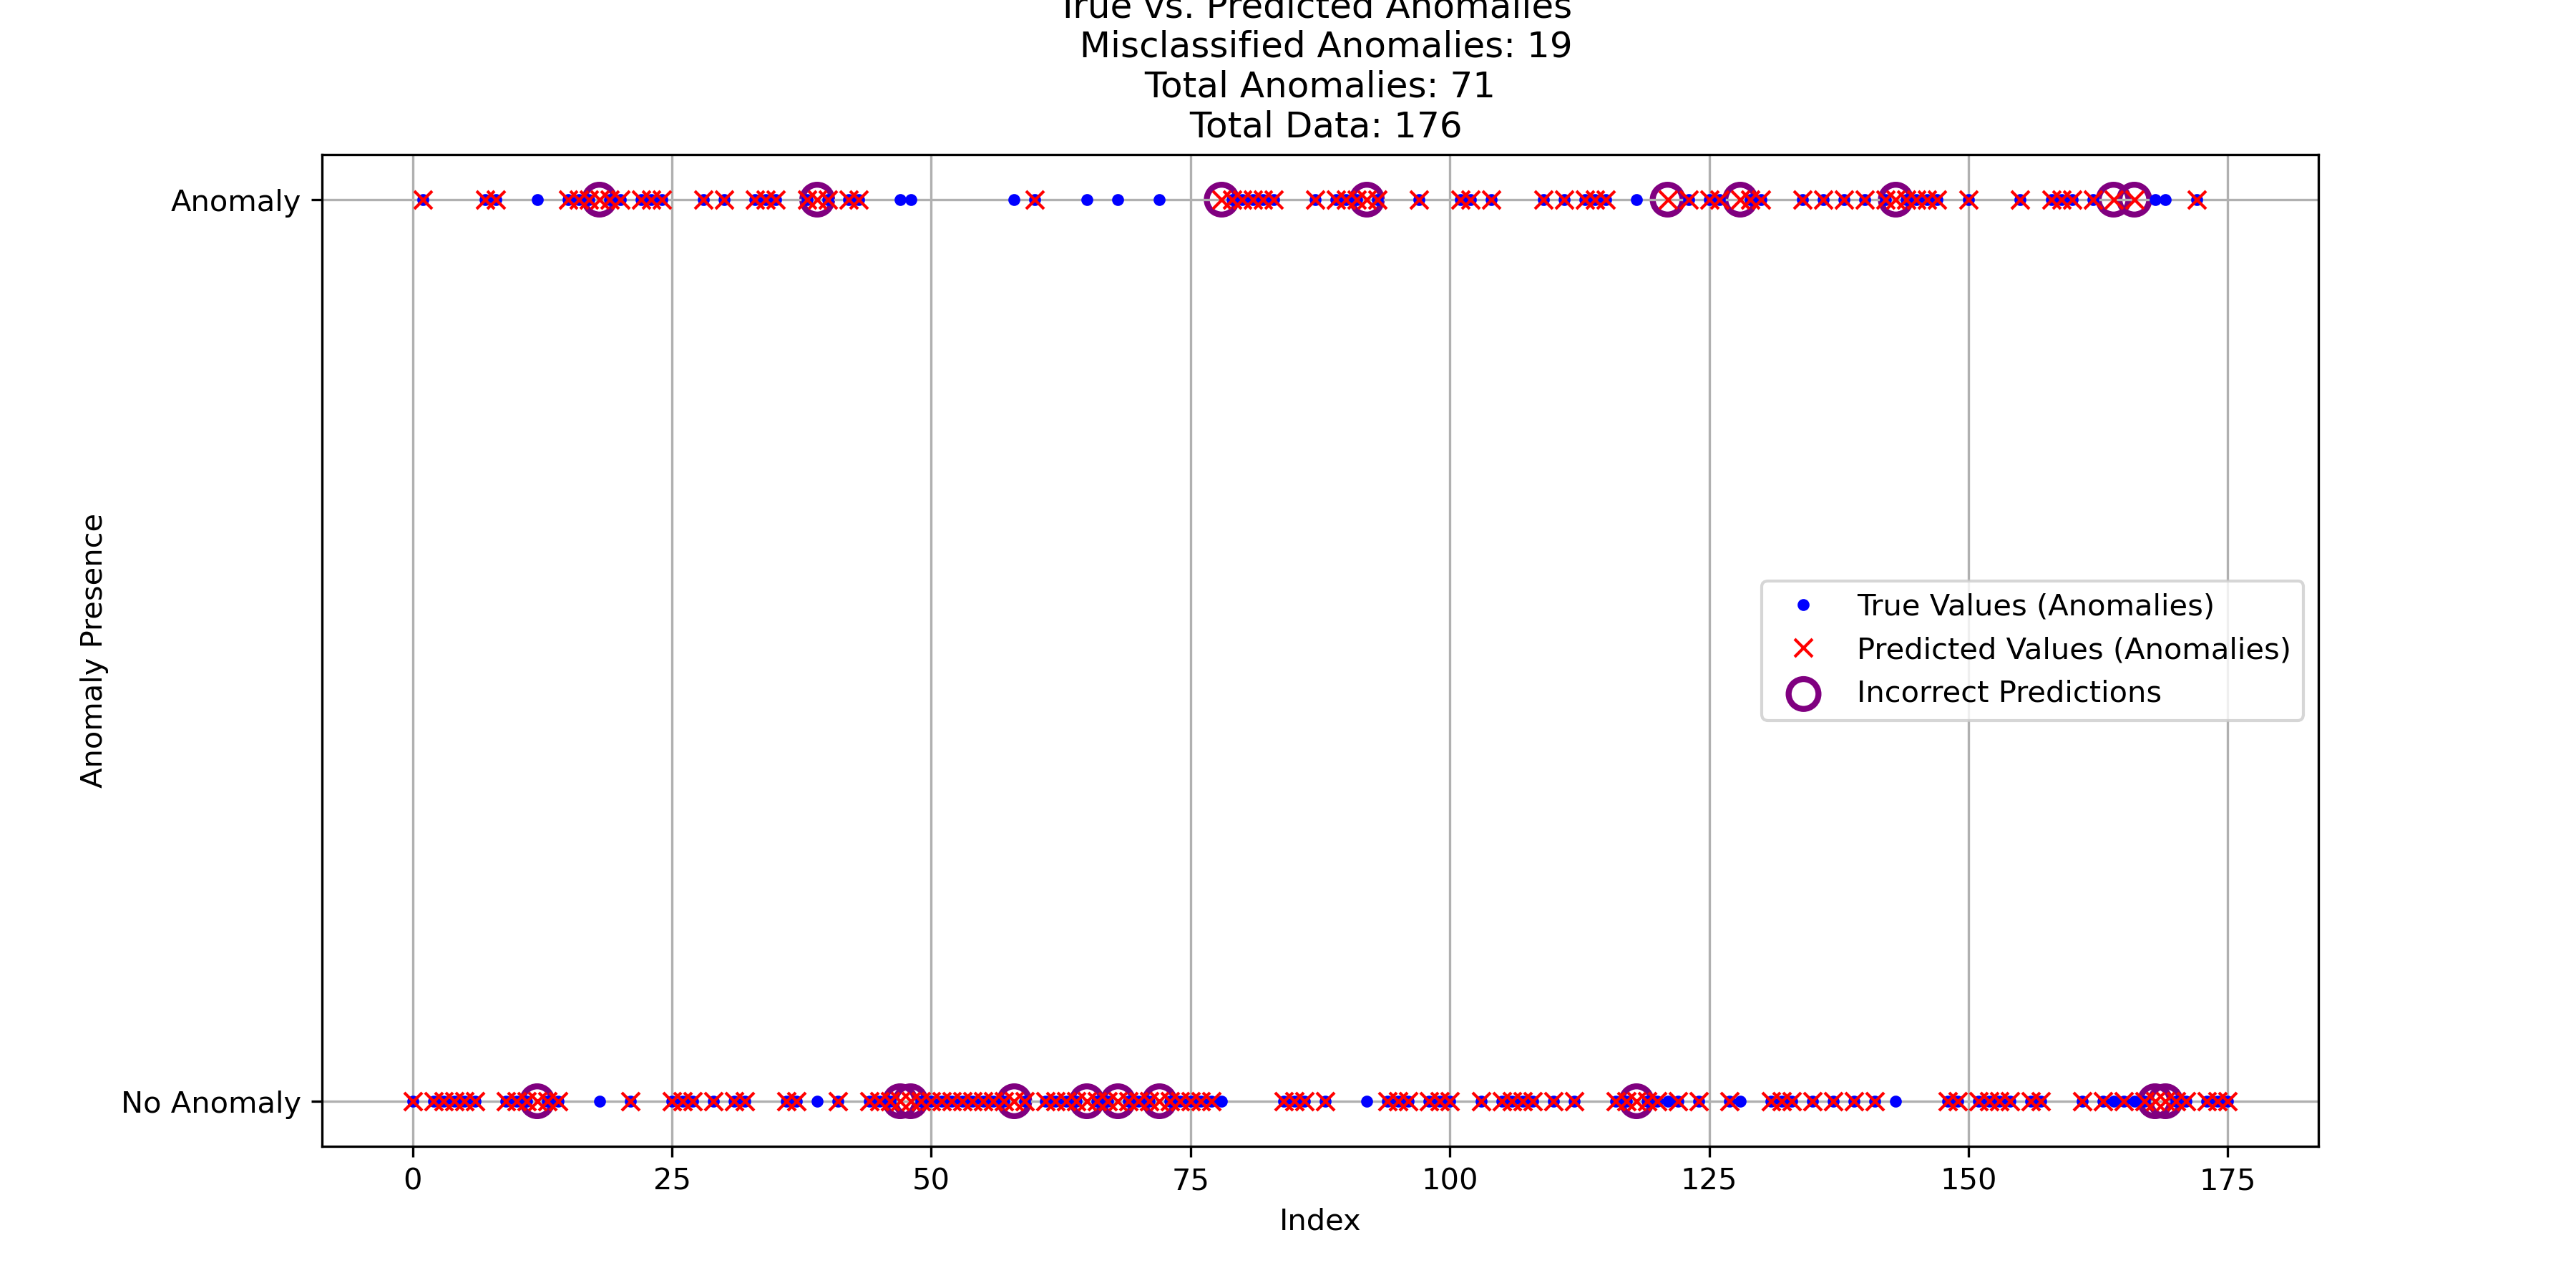 True vs. Predicted Anomalies
Misclassified Anomalies: 19
Total Anomalies: 71
Total Data: 176
Anomaly
Anomaly Presence
True Values (Anomalies)
Predicted Values (Anomalies)
Incorrect Predictions
No Anomaly
0 25 50 75 100 125 150 175
Index